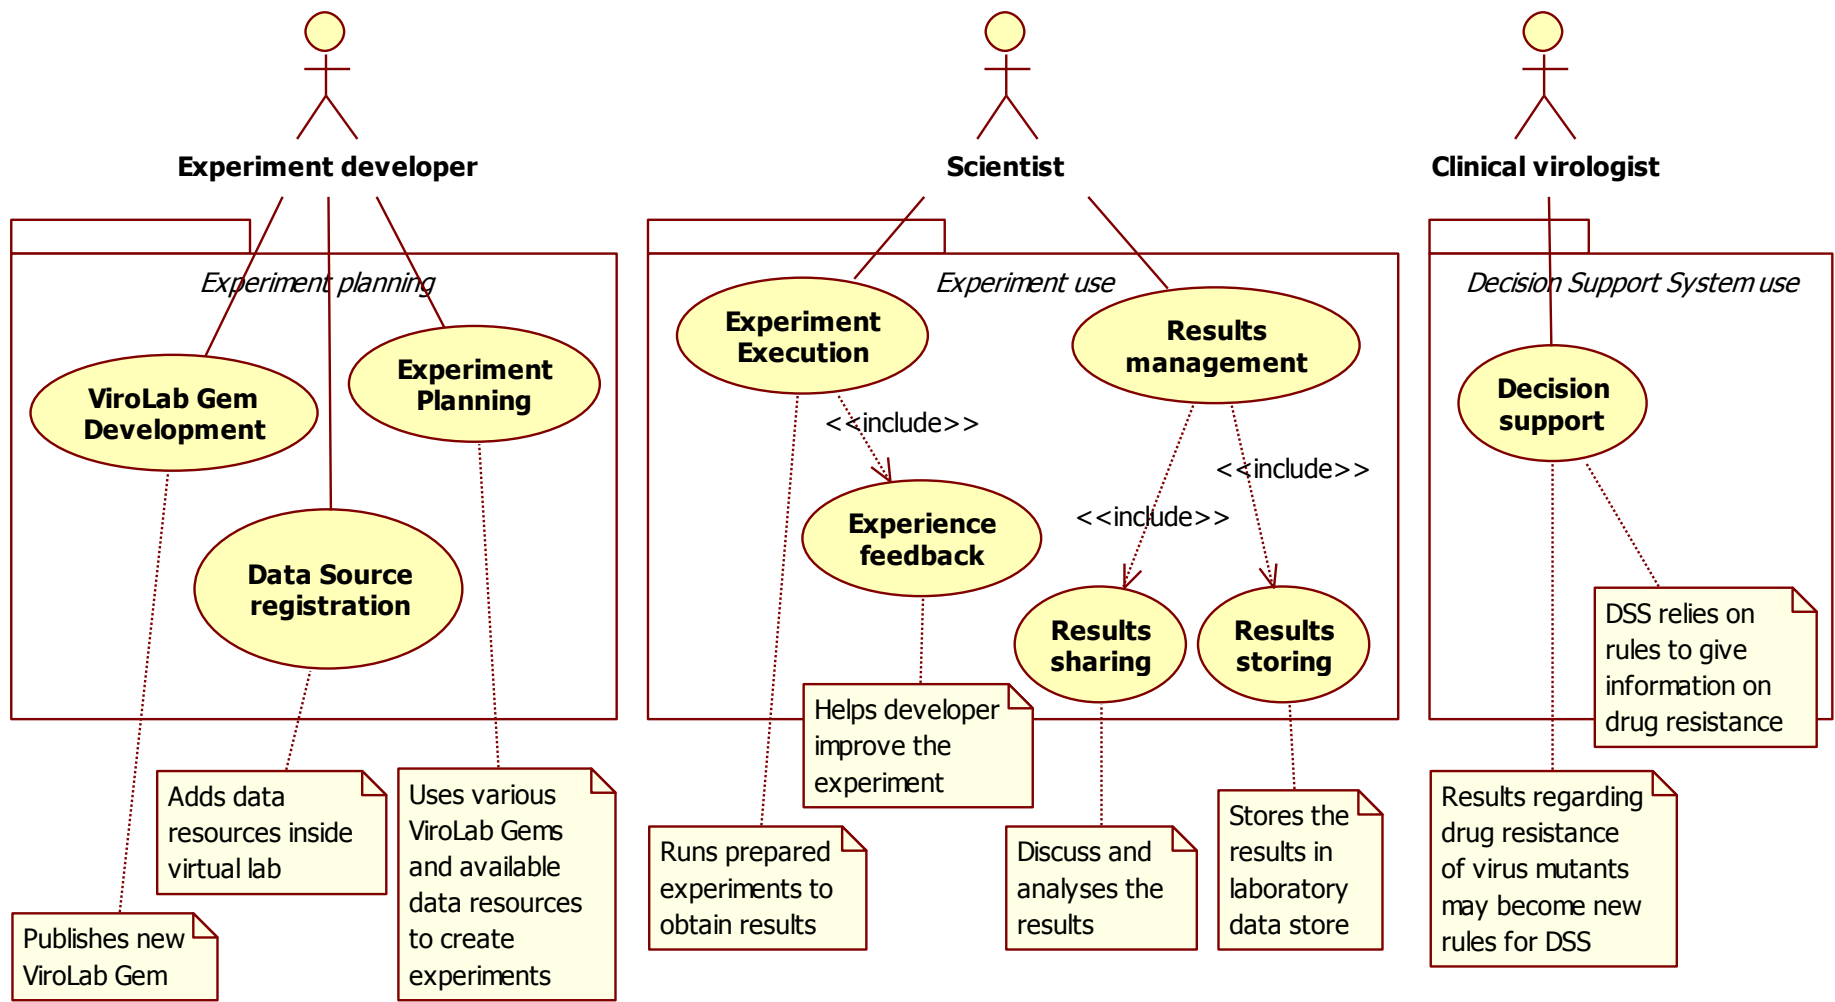 Experiment developer
Scientist
Clinical virologist
Experiment planning
Experiment use
Decision Support System use
ViroLab Gem
Development
Experiment
Planning
Data Source
registration
Experiment
Execution
Results
management
<<include>>
<<include>>
<<include>>
Experience
feedback
Results
sharing
Results
storing
Decision
support
DSS relies on
rules to give
information on
drug resistance
Helps developer
improve the
experiment
Adds data
resources inside
virtual lab
Uses various
ViroLab Gems
and available
data resources
to create
experiments
Publishes new
ViroLab Gem
Runs prepared
experiments to
obtain results
Discuss and
analyses the
results
Stores the
results in
laboratory
data store
Results regarding
drug resistance
of virus mutants
may become new
rules for DSS